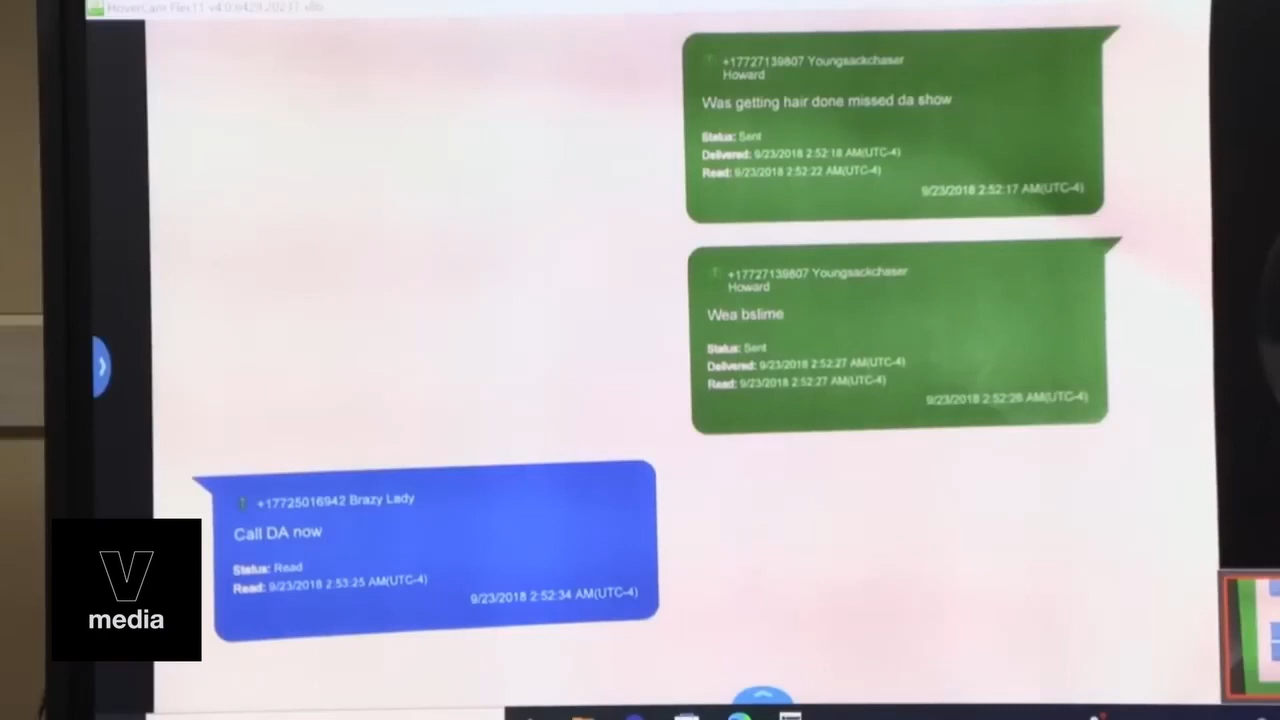 HoverCam Flex11
+17727139807 Youngsackchaser
Howard
Was getting hair done missed da show
Status: Sent
Delivered: 9/23/2018 2:52:18 AM(UTC-4)
Read: 9/23/2018 2:52:22 AM(UTC-4)
9/23/2018 2:52:17 AM(UTC-4)
+17727139807 Youngsackchaser
Howard
Wea bslime
Status: Sent
Delivered: 9/23/2018 2:52:27 AM(UTC-4)
Read: 9/23/2018 2:52:27 AM(UTC-4)
9/23/2018 2:52:26 AM(UTC-4)
+17725016942 Brazy Lady
Call DA now
Status: Read
Read: 9/23/2018 2:53:25 AM(UTC-4)
9/23/2018 2:52:34 AM(UTC-4)
V
media